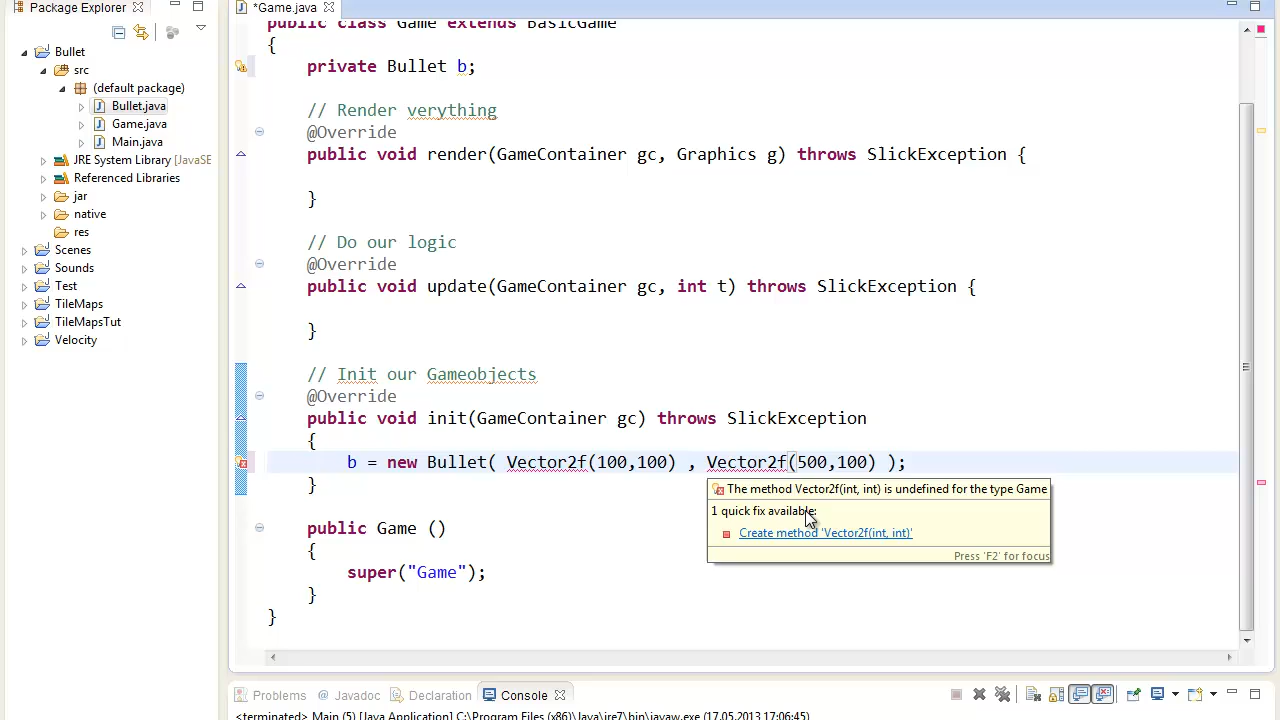 Package Explorer
*Game.java
Bullet
src
(default package)
Bullet.java
Game.java
Main.java
JRE System Library [JavaSE
Referenced Libraries
jar
native
res
Scenes
Sounds
Test
TileMaps
TileMapsTut
Velocity
public class Game extends BasicGame
{
private Bullet b;
// Render verything
@Override
public void render(GameContainer gc, Graphics g) throws SlickException {
}
// Do our logic
@Override
public void update(GameContainer gc, int t) throws SlickException {
}
// Init our Gameobjects
@Override
public void init(GameContainer gc) throws SlickException
{
b = new Bullet( Vector2f(100,100) , Vector2f(500,100) );
}
The method Vector2f(int, int) is undefined for the type Game
1 quick fix available:
Create method 'Vector2f(int, int)'
Press 'F2' for focus
public Game ()
{
super("Game");
}
}
Problems @ Javadoc Declaration Console
<terminated> Main (5) [Java Application] C:\Program Files (x86)\Java\jre7\bin\javaw.exe (17.05.2013 17:06:45)